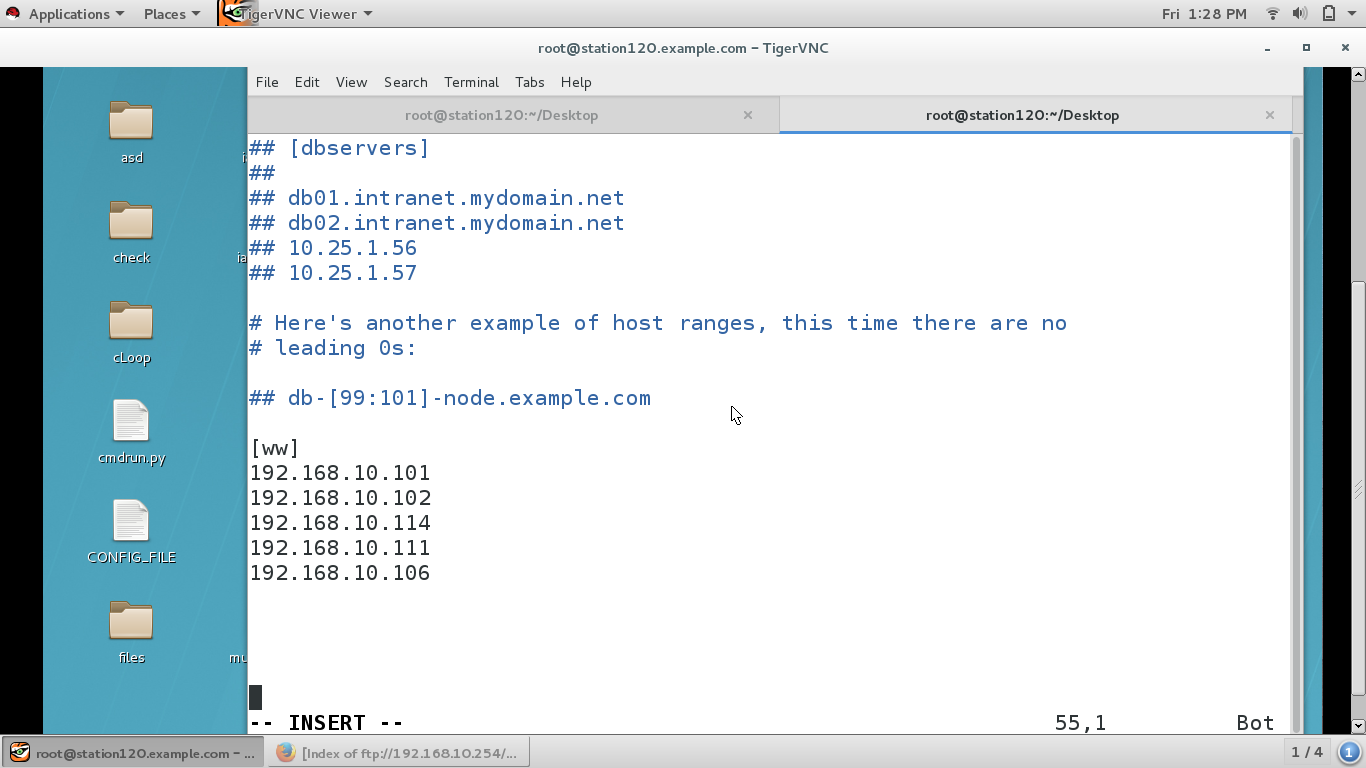 Applications
Places
TigerVNC Viewer
Fri 1:28 PM
root@station120.example.com – TigerVNC
File Edit View Search Terminal Tabs Help
root@station120:~/Desktop
root@station120:~/Desktop
asd
check
cLoop
cmdrun.py
CONFIG_FILE
files
i
ia
mu
## [dbservers]
##
## db01.intranet.mydomain.net
## db02.intranet.mydomain.net
## 10.25.1.56
## 10.25.1.57
# Here's another example of host ranges, this time there are no
# leading 0s:
## db-[99:101]-node.example.com
[ww]
192.168.10.101
192.168.10.102
192.168.10.114
192.168.10.111
192.168.10.106
-- INSERT --
55,1
Bot
root@station120.example.com – ...
[Index of ftp://192.168.10.254/...
1 / 4
1